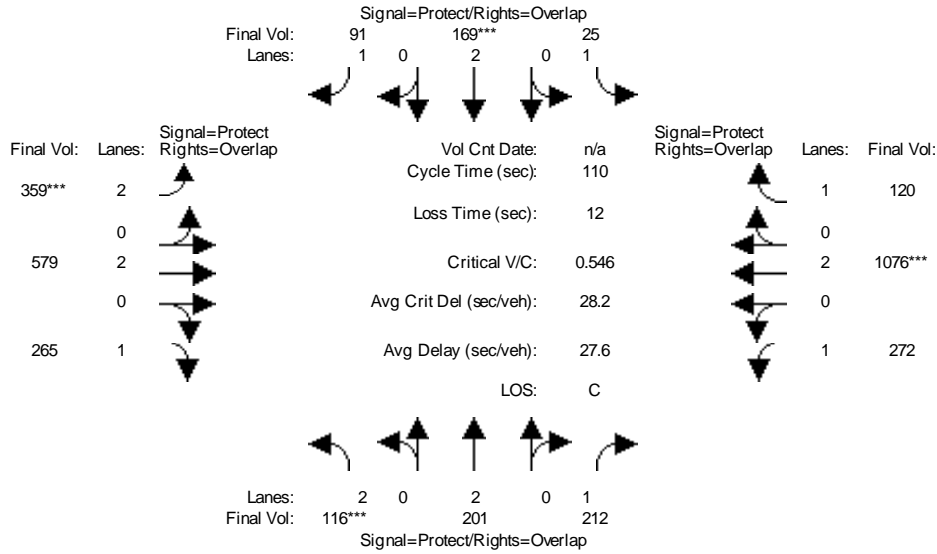 Signal=Protect/Rights=Overlap
Final Vol: 91 169*** 25
Lanes: 1 0 2 0 1
Signal=Protect
Final Vol: Lanes: Rights=Overlap
Vol Cnt Date: n/a
Signal=Protect
Rights=Overlap Lanes: Final Vol:
Cycle Time (sec): 110
359*** 2
1 120
Loss Time (sec): 12
0
0
579 2
Critical V/C: 0.546
2 1076***
0
Avg Crit Del (sec/veh): 28.2
0
265 1
Avg Delay (sec/veh): 27.6
1 272
LOS: C
Lanes: 2 0 2 0 1
Final Vol: 116*** 201 212
Signal=Protect/Rights=Overlap